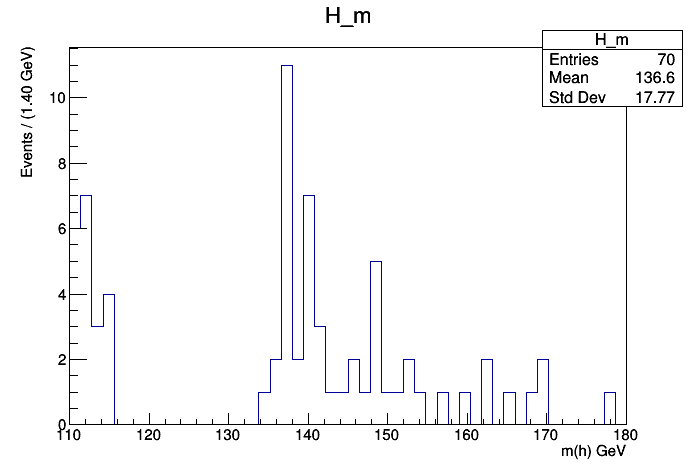 H_m
H_m
Entries 70
Mean 136.6
Std Dev 17.77
Events / (1.40 GeV)
10
8
6
4
2
0
110 120 130 140 150 160 170 180
m(h) GeV